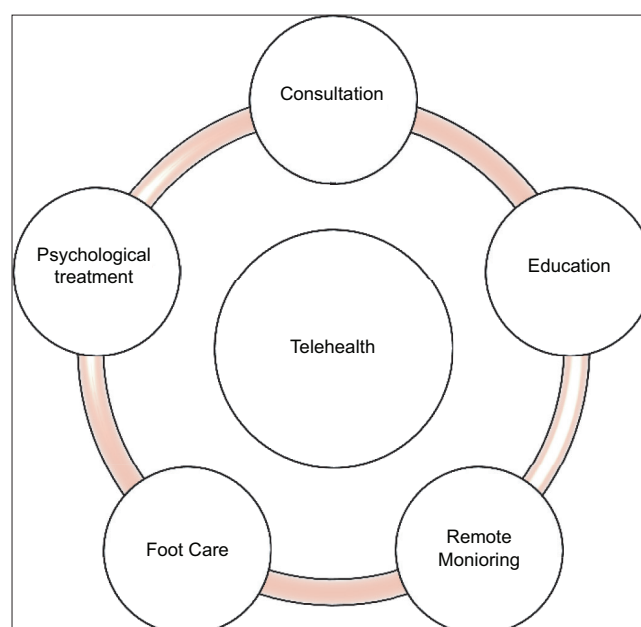 Consultation
Education
Remote
Monioring
Foot Care
Psychological
treatment
Telehealth